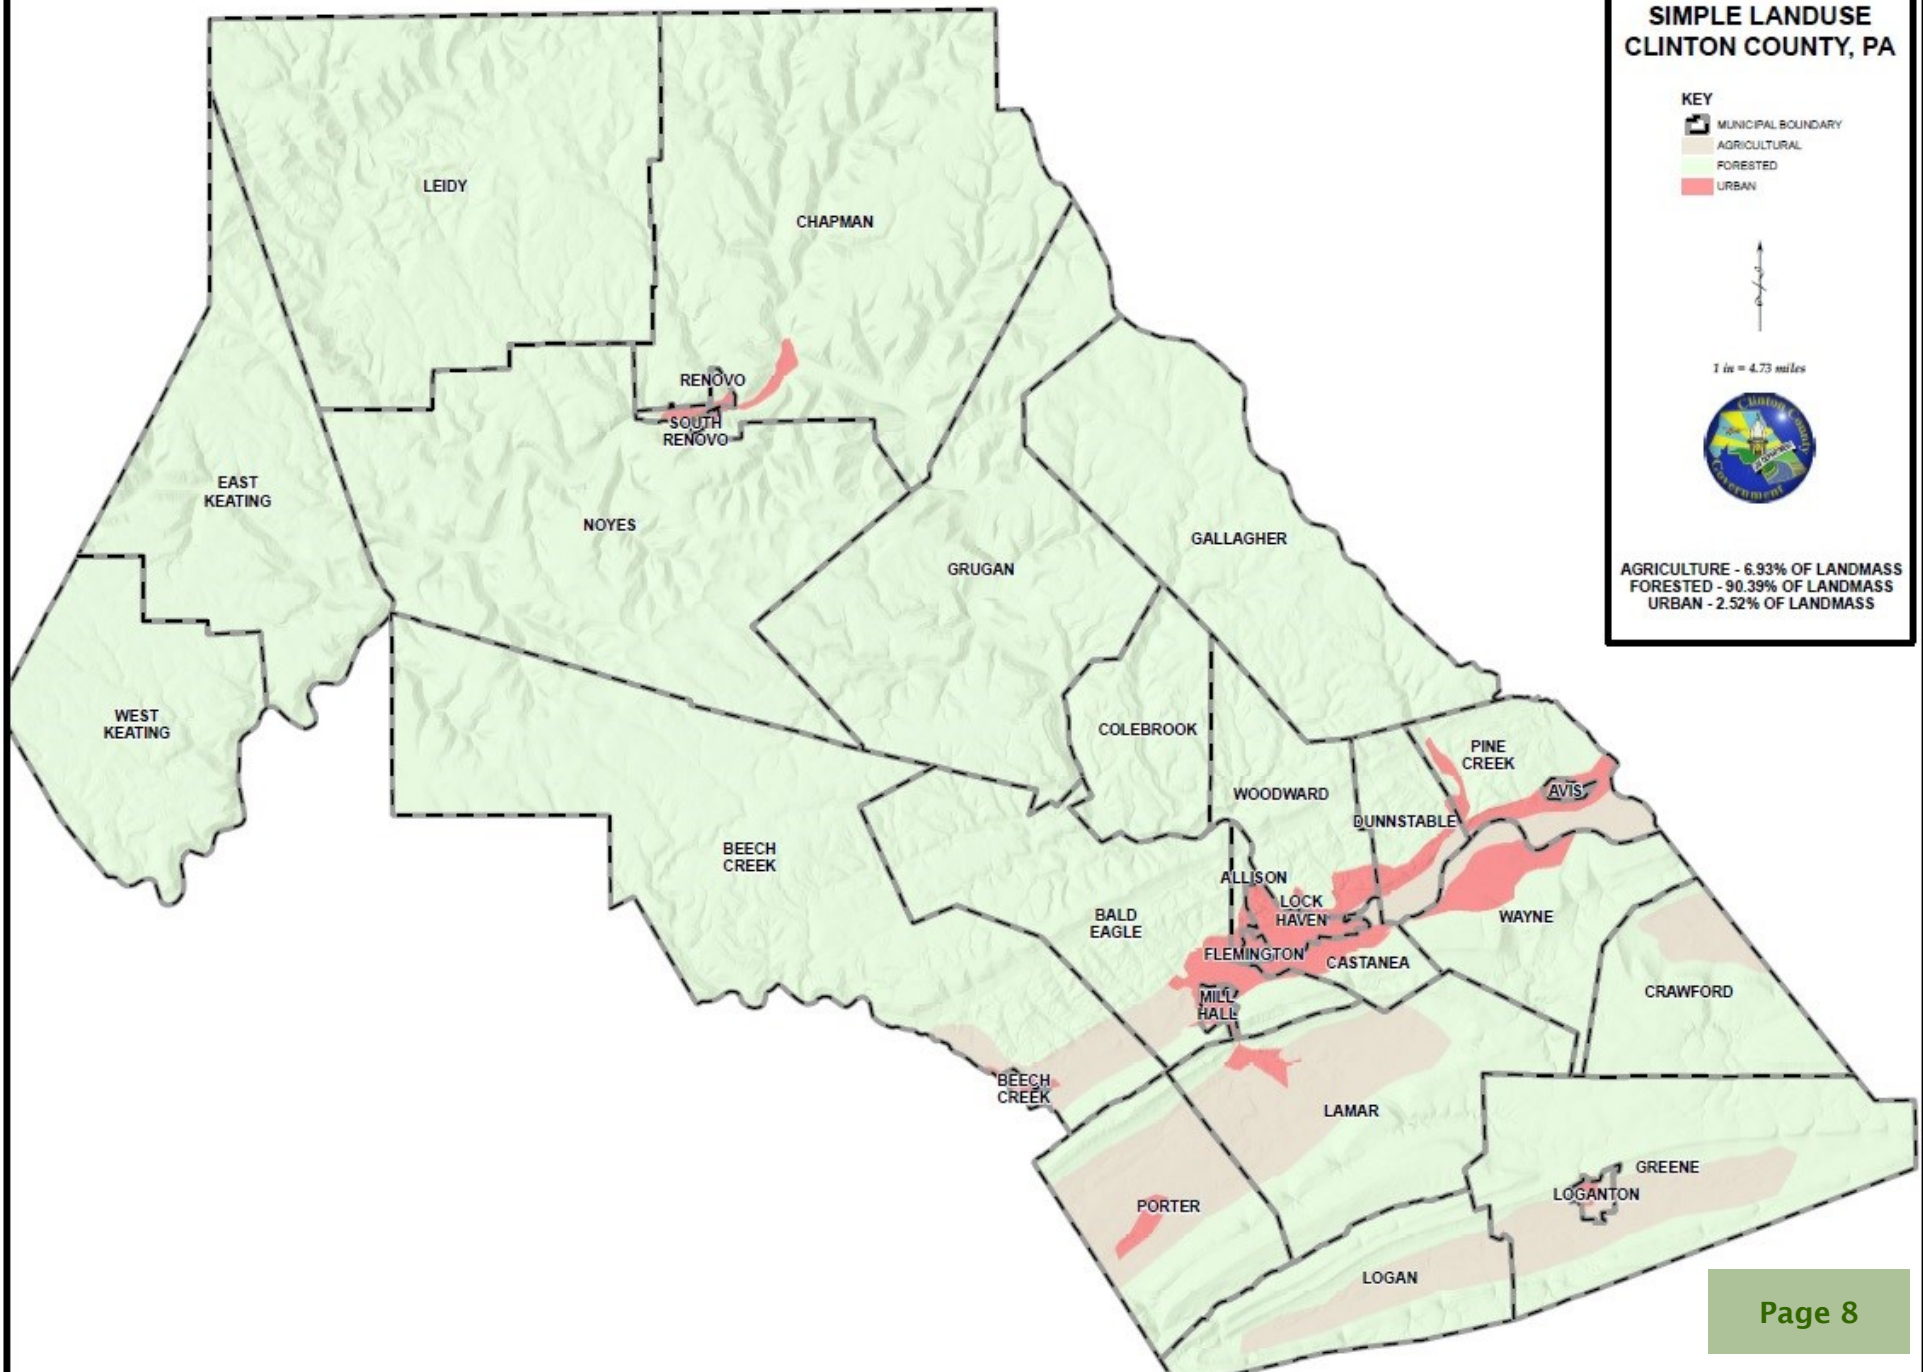 SIMPLE LANDUSE
CLINTON COUNTY, PA
KEY
MUNICIPAL BOUNDARY
AGRICULTURAL
FORESTED
URBAN
1 in = 4.73 miles
Clinton County
Government
AGRICULTURE - 6.93% OF LANDMASS
FORESTED - 90.39% OF LANDMASS
URBAN - 2.52% OF LANDMASS
LEIDY
CHAPMAN
RENOVO
SOUTH
RENOVO
EAST
KEATING
NOYES
GRUGAN
GALLAGHER
WEST
KEATING
COLEBROOK
PINE
CREEK
AVIS
WOODWARD
DUNNSTABLE
BEECH
CREEK
ALLISON
LOCK
HAVEN
BALD
EAGLE
WAYNE
FLEMINGTON
CASTANEA
MILL
HALL
CRAWFORD
BEECH
CREEK
LAMAR
GREENE
LOGANTON
PORTER
LOGAN
Page 8